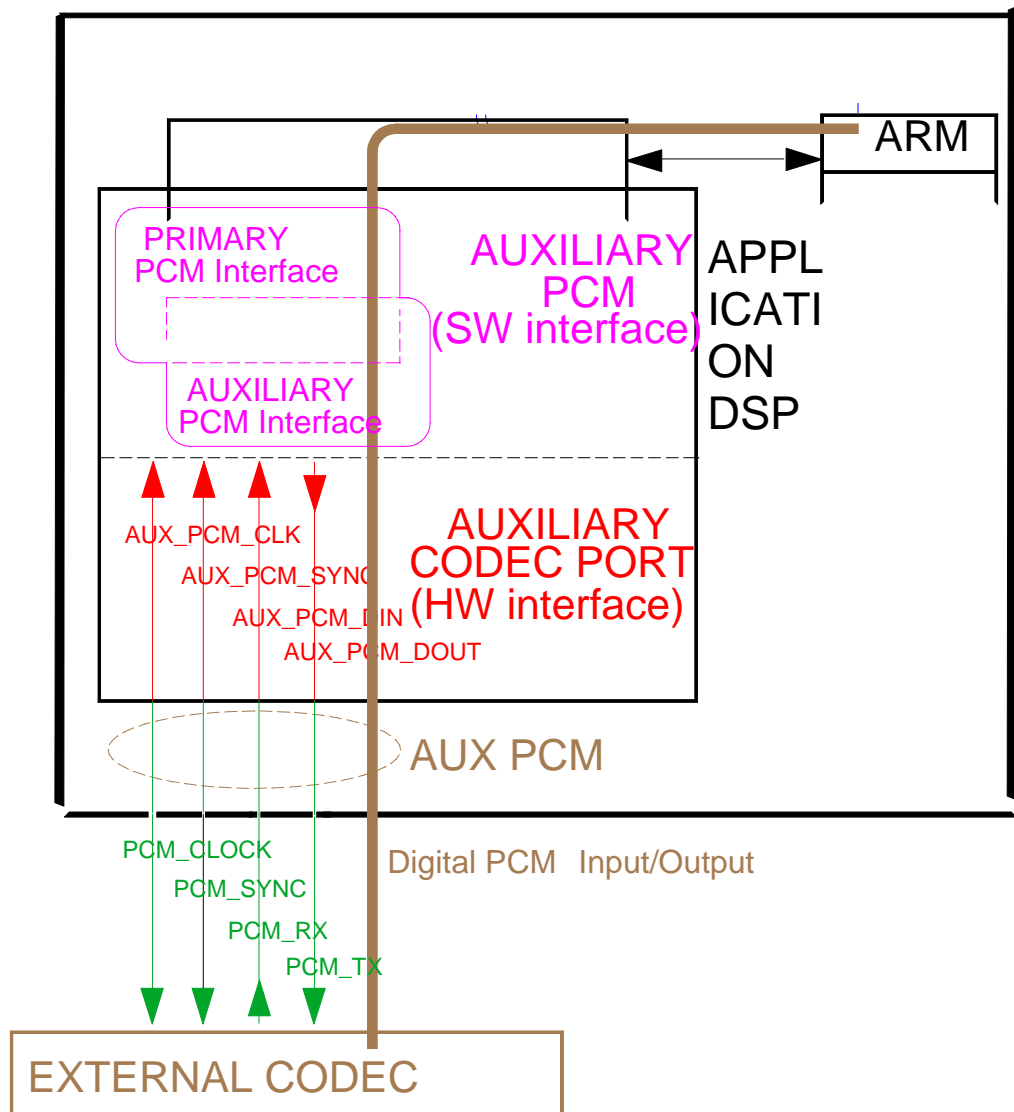 ARM
PRIMARY
PCM Interface
AUXILIARY
PCM
(SW interface)
APPL
ICATI
ON
DSP
AUXILIARY
PCM Interface
AUX_PCM_CLK
AUX_PCM_SYNC
AUX_PCM_DIN
AUX_PCM_DOUT
AUXILIARY
CODEC PORT
(HW interface)
AUX PCM
PCM_CLOCK
PCM_SYNC
PCM_RX
PCM_TX
Digital PCM Input/Output
EXTERNAL CODEC